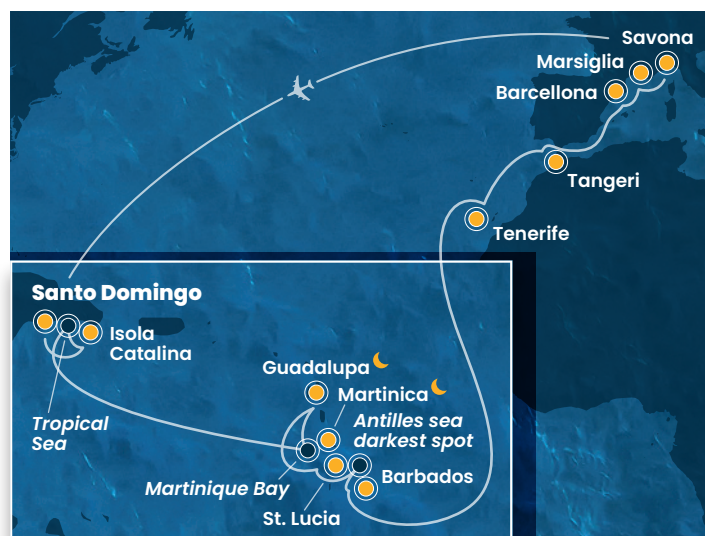 Savona
Marsiglia
Barcellona
Tangeri
Tenerife
Santo Domingo
Isola
Catalina
Guadalupa
Martinica
Tropical
Sea
Antilles sea
darkest spot
Barbados
Martinique Bay
St. Lucia